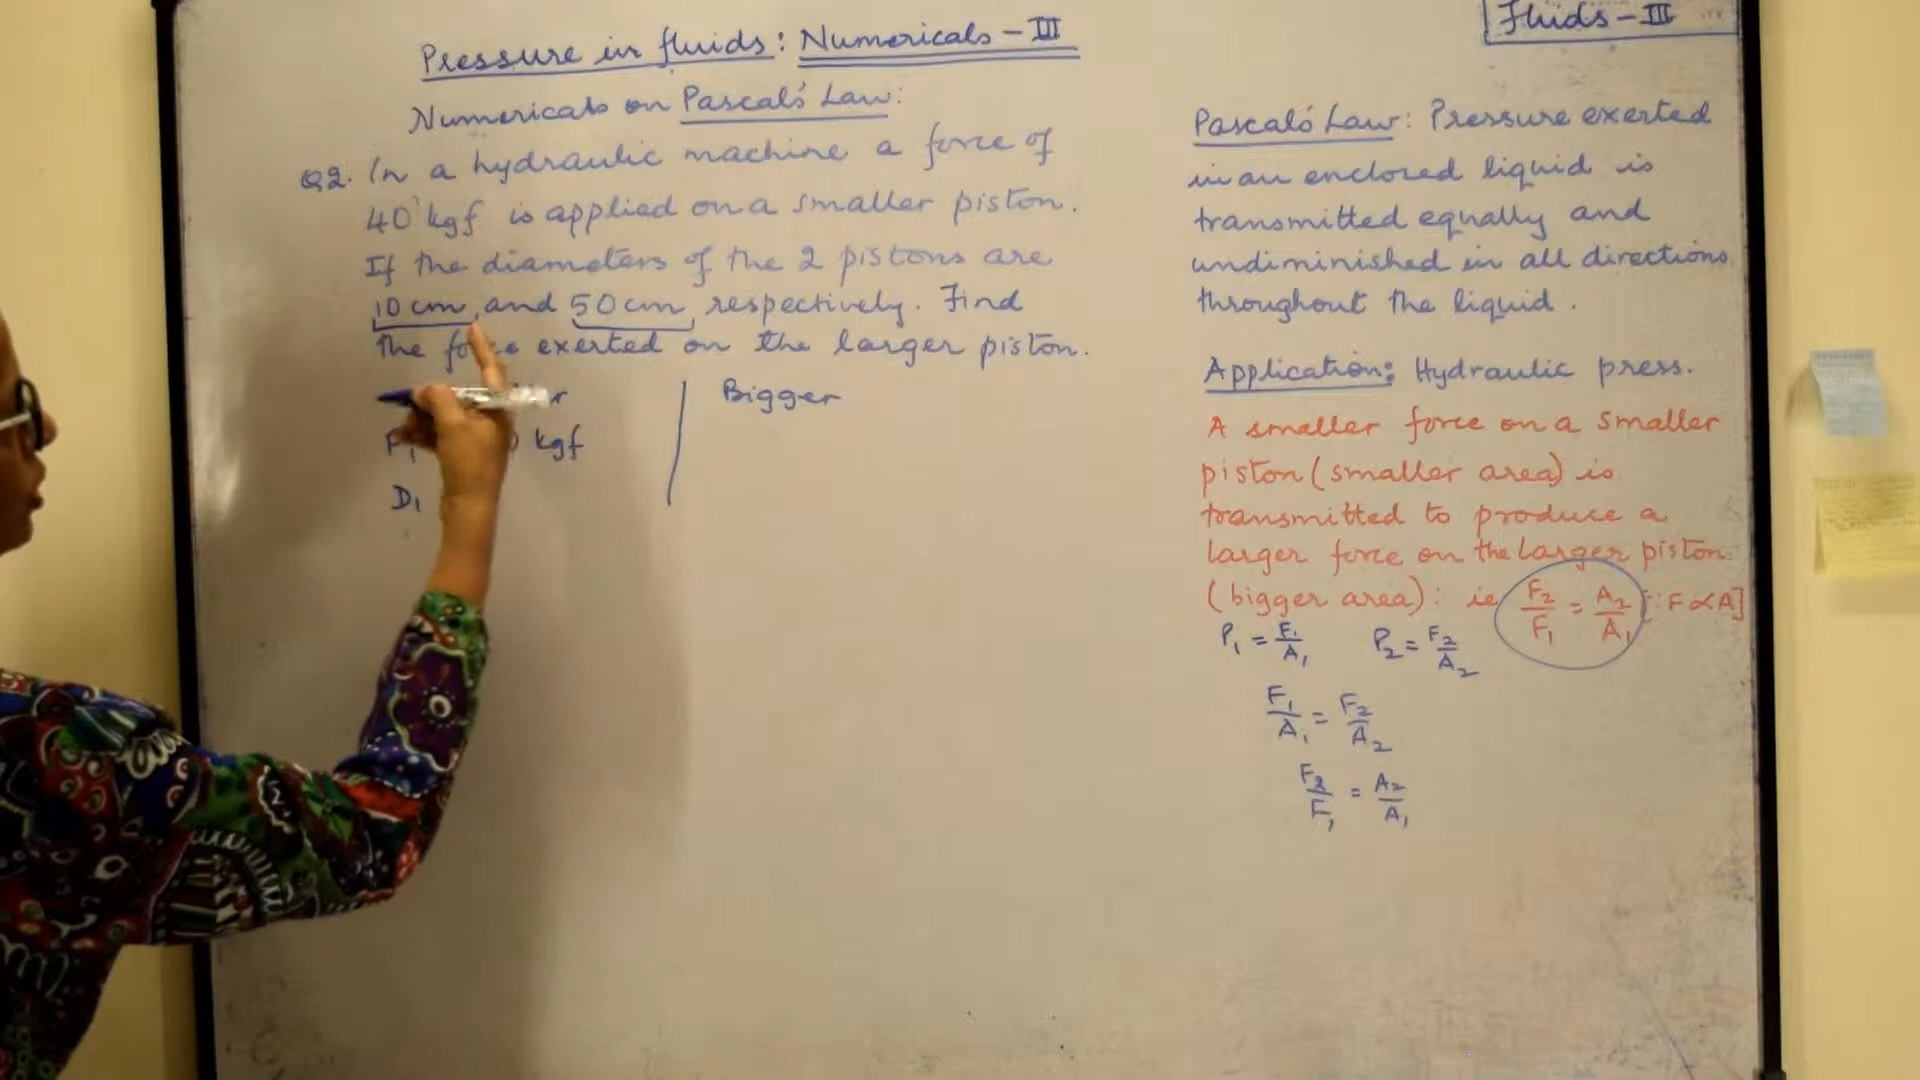 Pressure in fluids: Numericals - III
Numericals on Pascal's Law:
Q2. In a hydraulic machine a force of
40 kgf is applied on a smaller piston.
If the diameters of the 2 pistons are
10 cm, and 50 cm, respectively. Find
the force exerted on the larger piston.
Bigger
kgf
D₁
Fluids - III
Pascal's Law: Pressure exerted
in an enclosed liquid is
transmitted equally and
undiminished in all directions
throughout the liquid.
Application: Hydraulic press.
A smaller force on a smaller
piston (smaller area) is
transmitted to produce a
larger force on the larger piston
(bigger area): ie F₂/F₁ = A₂/A₁ [∵ F ∝ A]
P₁ = F₁/A₁ P₂ = F₂/A₂
F₁/A₁ = F₂/A₂
F₂/F₁ = A₂/A₁